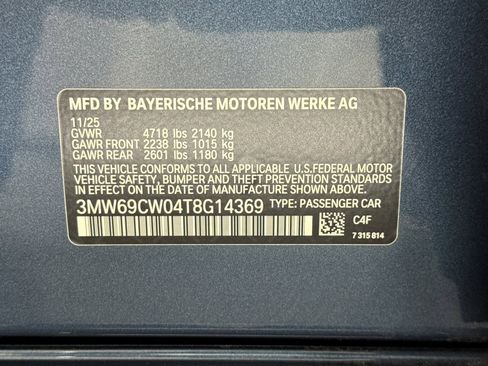 MFD BY BAYERISCHE MOTOREN WERKE AG
11/25
GVWR 4718 lbs 2140 kg
GAWR FRONT 2238 lbs 1015 kg
GAWR REAR 2601 lbs 1180 kg
THIS VEHICLE CONFORMS TO ALL APPLICABLE U.S.FEDERAL MOTOR
VEHICLE SAFETY, BUMPER, AND THEFT PREVENTION STANDARDS
IN EFFECT ON THE DATE OF MANUFACTURE SHOWN ABOVE.
3MW69CW04T8G14369 TYPE: PASSENGER CAR
C4F
7 315 814